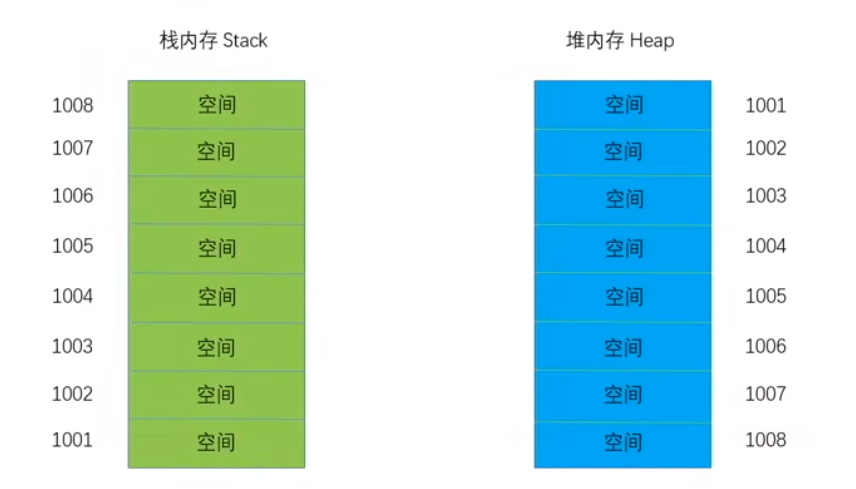 栈内存 Stack 堆内存 Heap
1008 空间 空间 1001
1007 空间 空间 1002
1006 空间 空间 1003
1005 空间 空间 1004
1004 空间 空间 1005
1003 空间 空间 1006
1002 空间 空间 1007
1001 空间 空间 1008